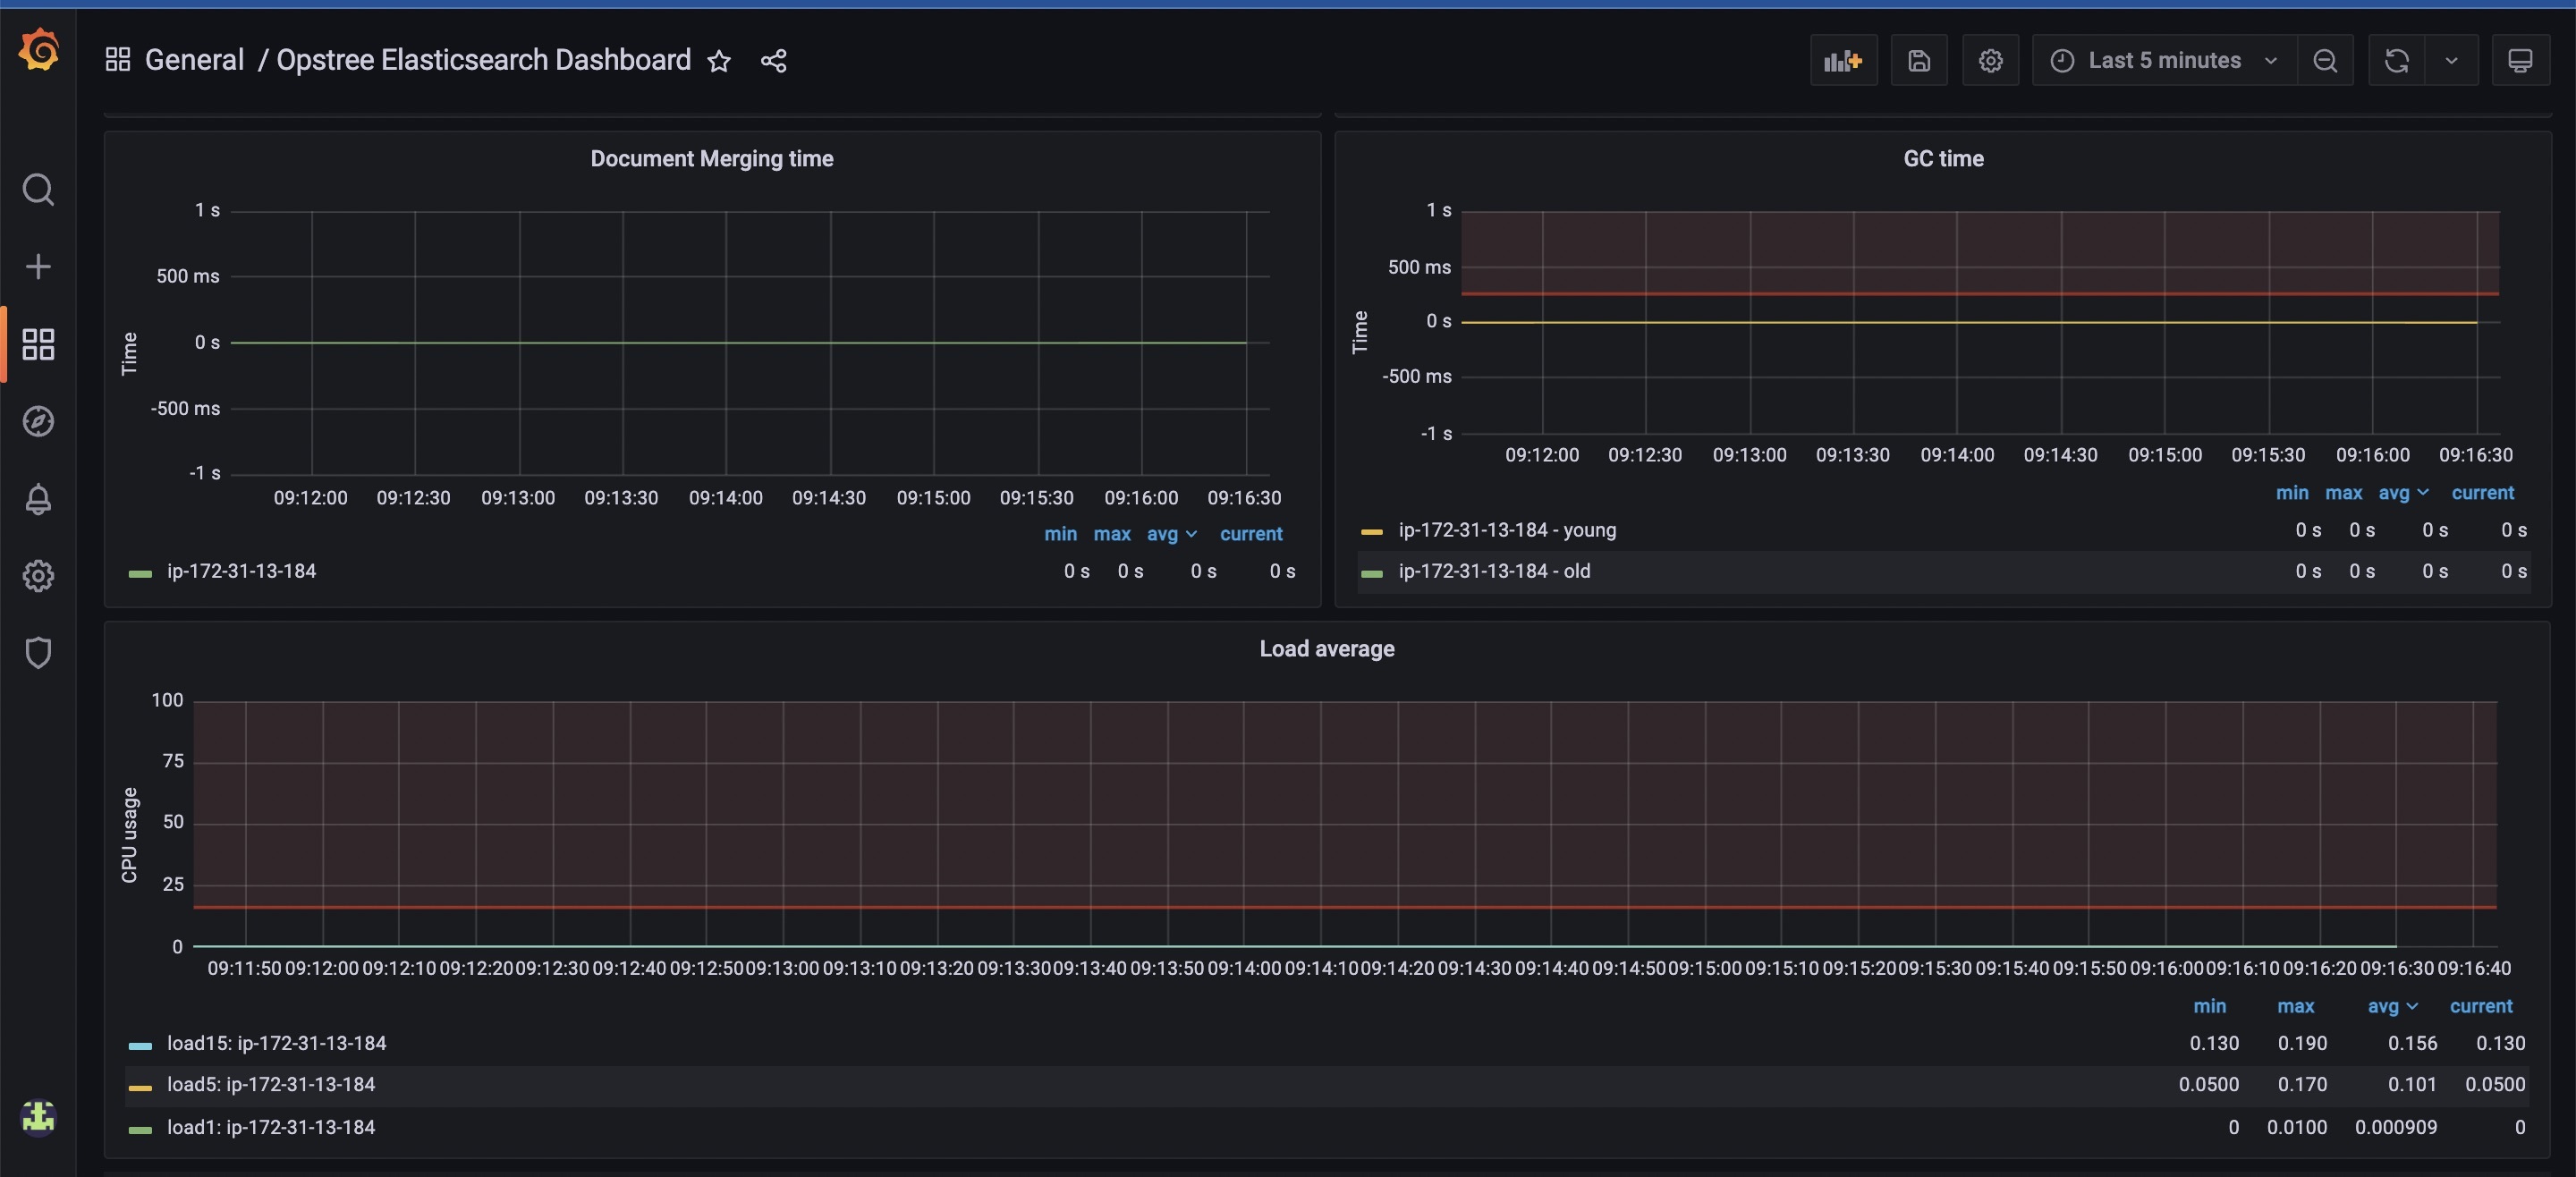 General / Opstree Elasticsearch Dashboard
Last 5 minutes
Document Merging time
Time
1 s
500 ms
0 s
-500 ms
-1 s
09:12:00 09:12:30 09:13:00 09:13:30 09:14:00 09:14:30 09:15:00 09:15:30 09:16:00 09:16:30
min max avg current
ip-172-31-13-184 0 s 0 s 0 s 0 s
GC time
Time
1 s
500 ms
0 s
-500 ms
-1 s
09:12:00 09:12:30 09:13:00 09:13:30 09:14:00 09:14:30 09:15:00 09:15:30 09:16:00 09:16:30
min max avg current
ip-172-31-13-184 - young 0 s 0 s 0 s 0 s
ip-172-31-13-184 - old 0 s 0 s 0 s 0 s
Load average
CPU usage
100
75
50
25
0
09:11:50 09:12:00 09:12:10 09:12:20 09:12:30 09:12:40 09:12:50 09:13:00 09:13:10 09:13:20 09:13:30 09:13:40 09:13:50 09:14:00 09:14:10 09:14:20 09:14:30 09:14:40 09:14:50 09:15:00 09:15:10 09:15:20 09:15:30 09:15:40 09:15:50 09:16:00 09:16:10 09:16:20 09:16:30 09:16:40
min max avg current
load15: ip-172-31-13-184 0.130 0.190 0.156 0.130
load5: ip-172-31-13-184 0.0500 0.170 0.101 0.0500
load1: ip-172-31-13-184 0 0.0100 0.000909 0